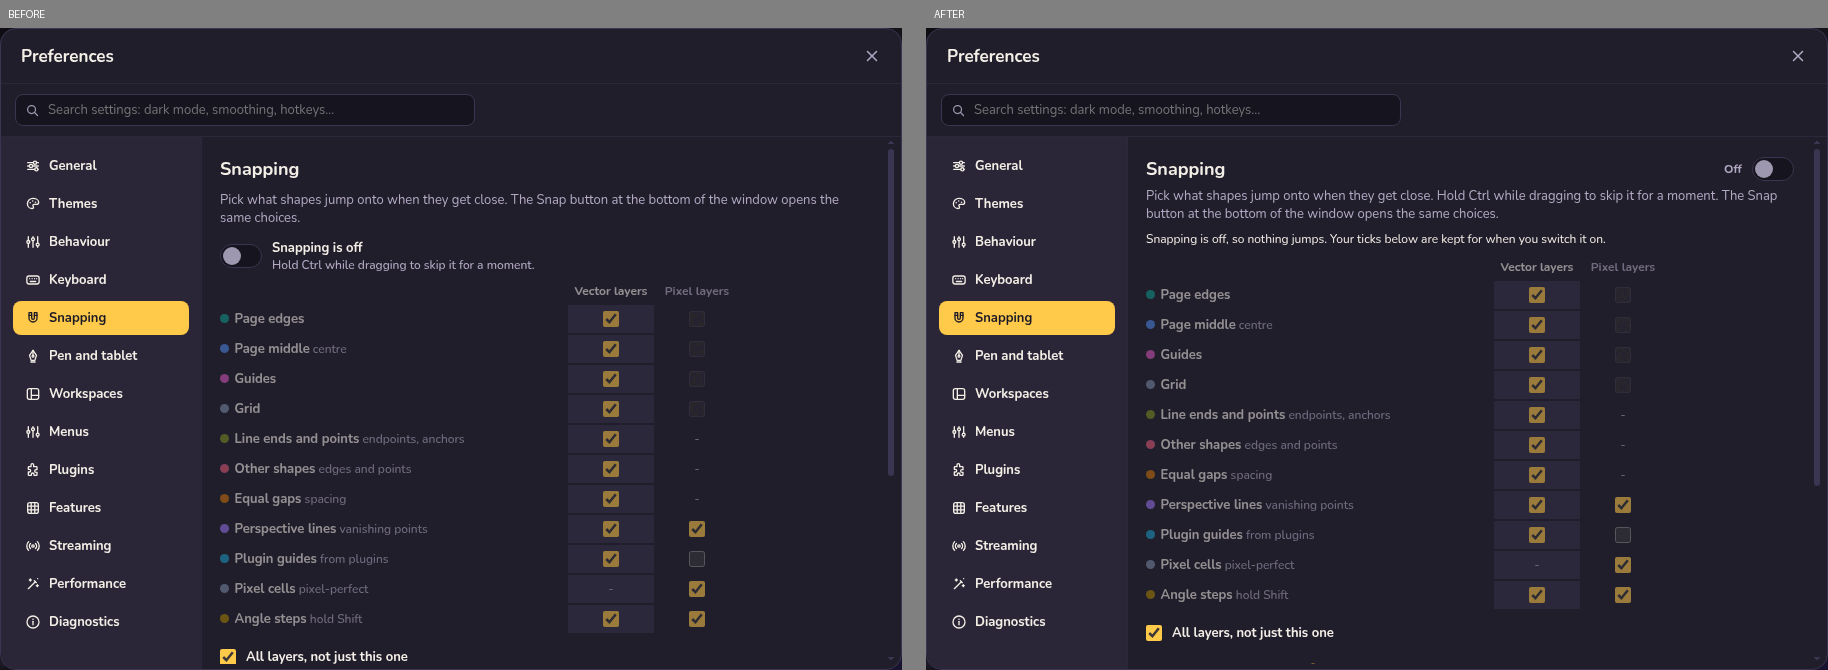 BEFORE
Preferences
Search settings: dark mode, smoothing, hotkeys...
General
Themes
Behaviour
Keyboard
Snapping
Pen and tablet
Workspaces
Menus
Plugins
Features
Streaming
Performance
Diagnostics
Snapping
Pick what shapes jump onto when they get close. The Snap button at the bottom of the window opens the
same choices.
Snapping is off
Hold Ctrl while dragging to skip it for a moment.
Vector layers Pixel layers
Page edges
Page middle centre
Guides
Grid
Line ends and points endpoints, anchors -
Other shapes edges and points -
Equal gaps spacing -
Perspective lines vanishing points
Plugin guides from plugins
Pixel cells pixel-perfect -
Angle steps hold Shift
All layers, not just this one
AFTER
Preferences
Search settings: dark mode, smoothing, hotkeys...
General
Themes
Behaviour
Keyboard
Snapping
Pen and tablet
Workspaces
Menus
Plugins
Features
Streaming
Performance
Diagnostics
Snapping Off
Pick what shapes jump onto when they get close. Hold Ctrl while dragging to skip it for a moment. The Snap
button at the bottom of the window opens the same choices.
Snapping is off, so nothing jumps. Your ticks below are kept for when you switch it on.
Vector layers Pixel layers
Page edges
Page middle centre
Guides
Grid
Line ends and points endpoints, anchors -
Other shapes edges and points -
Equal gaps spacing -
Perspective lines vanishing points
Plugin guides from plugins
Pixel cells pixel-perfect -
Angle steps hold Shift
All layers, not just this one